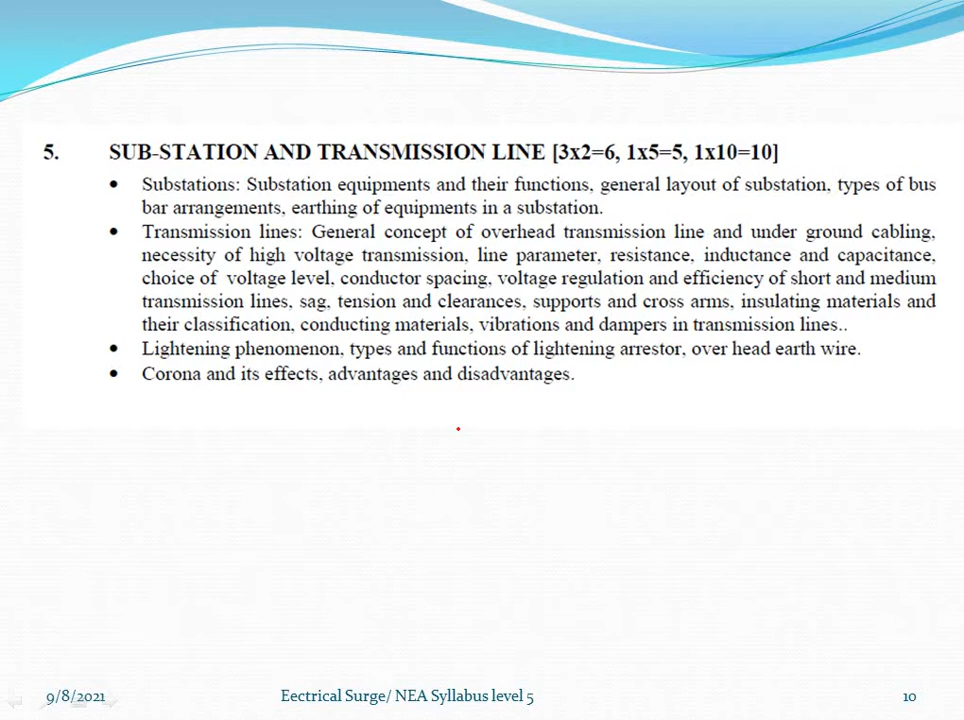 5. SUB-STATION AND TRANSMISSION LINE [3x2=6, 1x5=5, 1x10=10]
• Substations: Substation equipments and their functions, general layout of substation, types of bus
bar arrangements, earthing of equipments in a substation.
• Transmission lines: General concept of overhead transmission line and under ground cabling,
necessity of high voltage transmission, line parameter, resistance, inductance and capacitance,
choice of voltage level, conductor spacing, voltage regulation and efficiency of short and medium
transmission lines, sag, tension and clearances, supports and cross arms, insulating materials and
their classification, conducting materials, vibrations and dampers in transmission lines..
• Lightening phenomenon, types and functions of lightening arrestor, over head earth wire.
• Corona and its effects, advantages and disadvantages.
9/8/2021 Eectrical Surge/ NEA Syllabus level 5 10